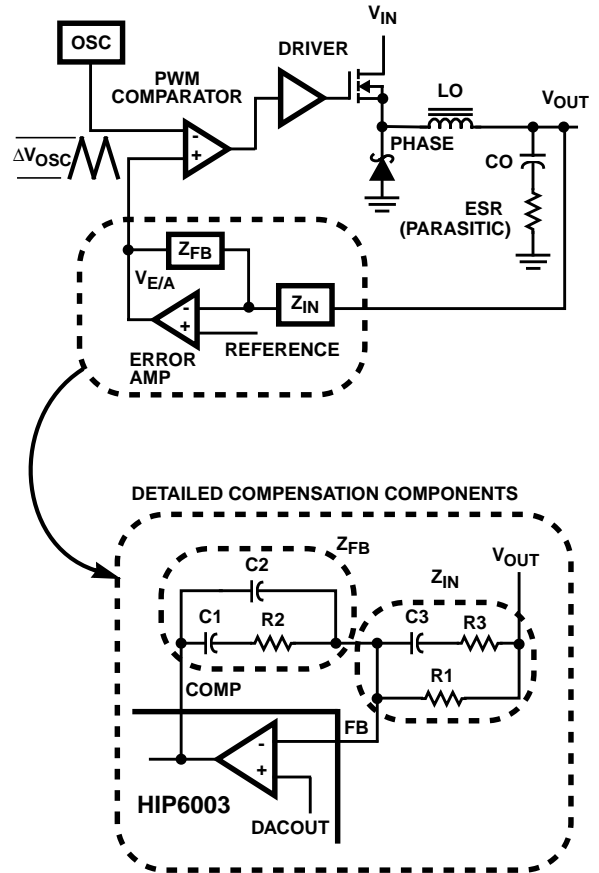 V_IN
OSC
DRIVER
PWM
COMPARATOR
LO
V_OUT
-
+
ΔV_OSC
PHASE
CO
ESR
(PARASITIC)
Z_FB
V_E/A
Z_IN
-
+
REFERENCE
ERROR
AMP
DETAILED COMPENSATION COMPONENTS
Z_FB
V_OUT
C2
Z_IN
C1
R2
C3
R3
COMP
R1
FB
-
+
HIP6003
DACOUT